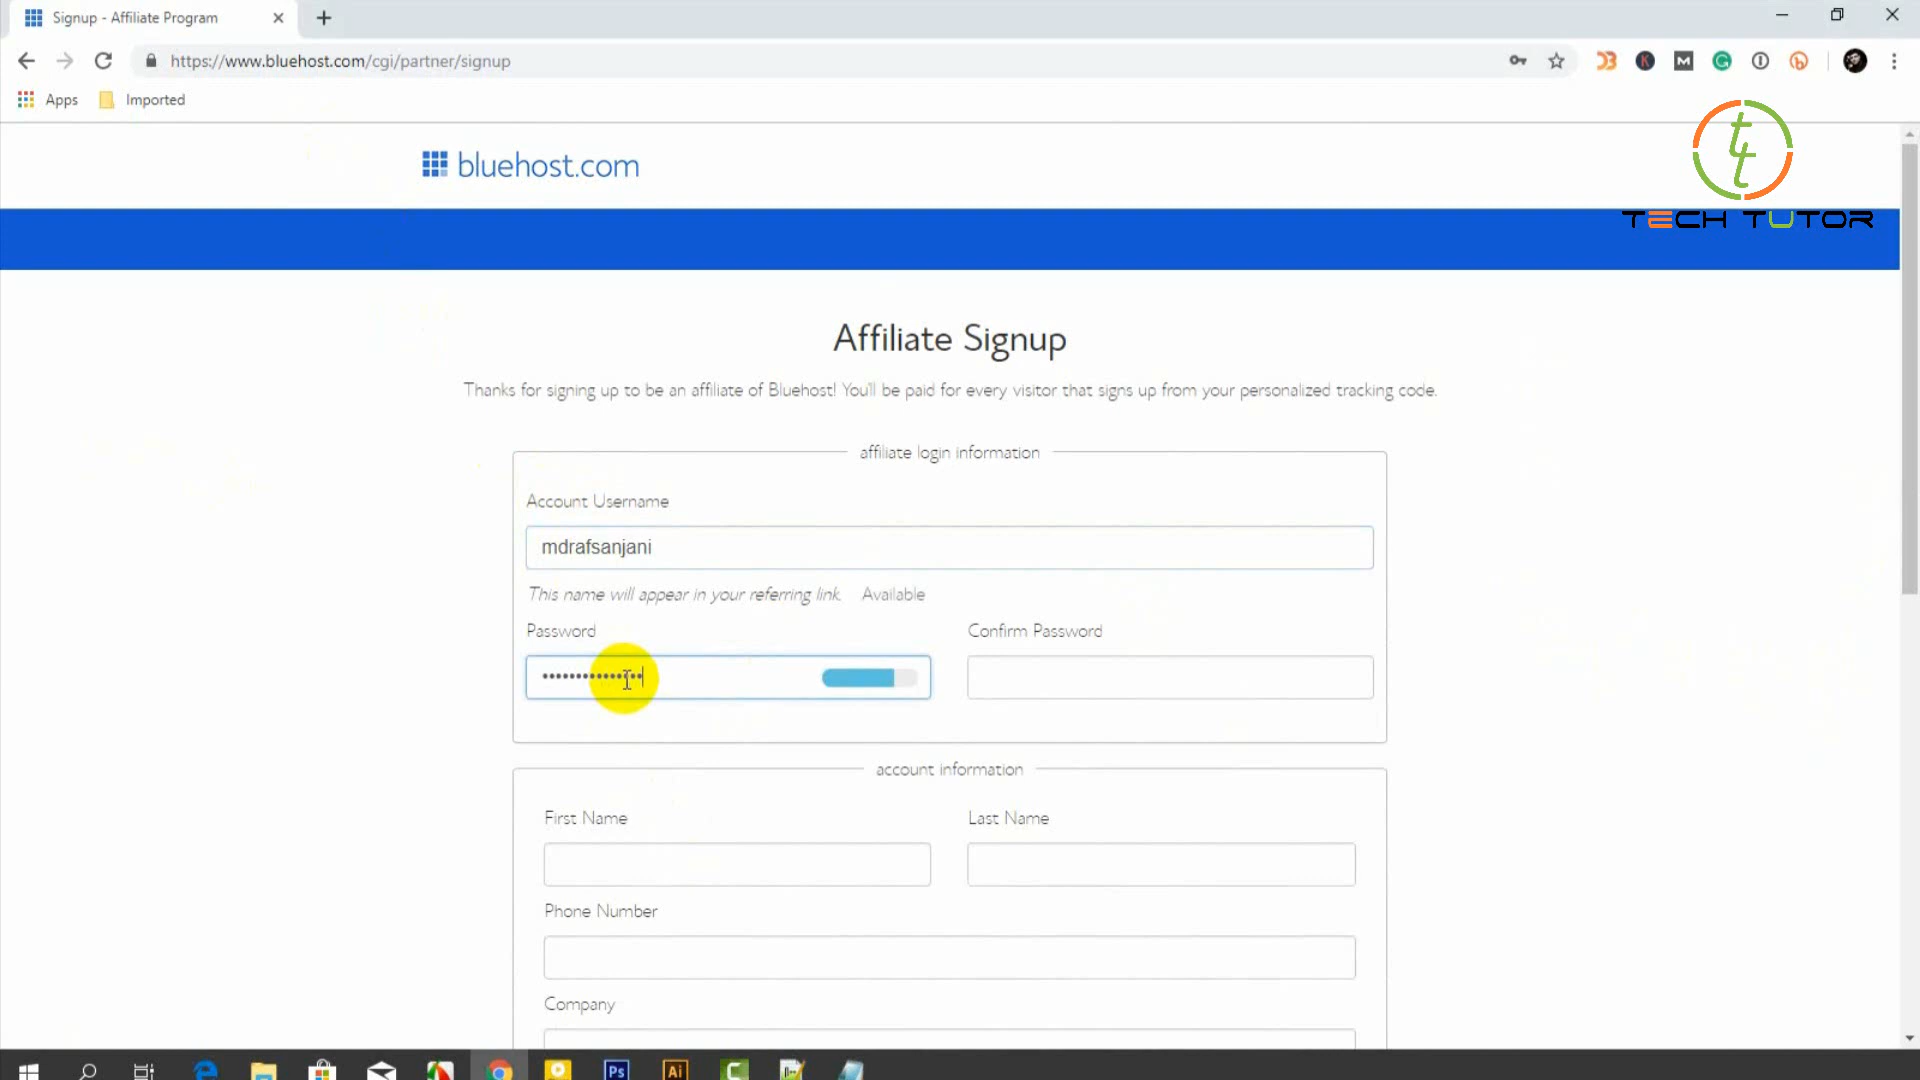 Signup - Affiliate Program
https://www.bluehost.com/cgi/partner/signup
Apps
Imported
TECH TUTOR
bluehost.com
Affiliate Signup
Thanks for signing up to be an affiliate of Bluehost! You'll be paid for every visitor that signs up from your personalized tracking code.
affiliate login information
Account Username
mdrafsanjani
This name will appear in your referring link. Available
Password Confirm Password
•••••••••••••••
account information
First Name Last Name
Phone Number
Company
Ps Ai